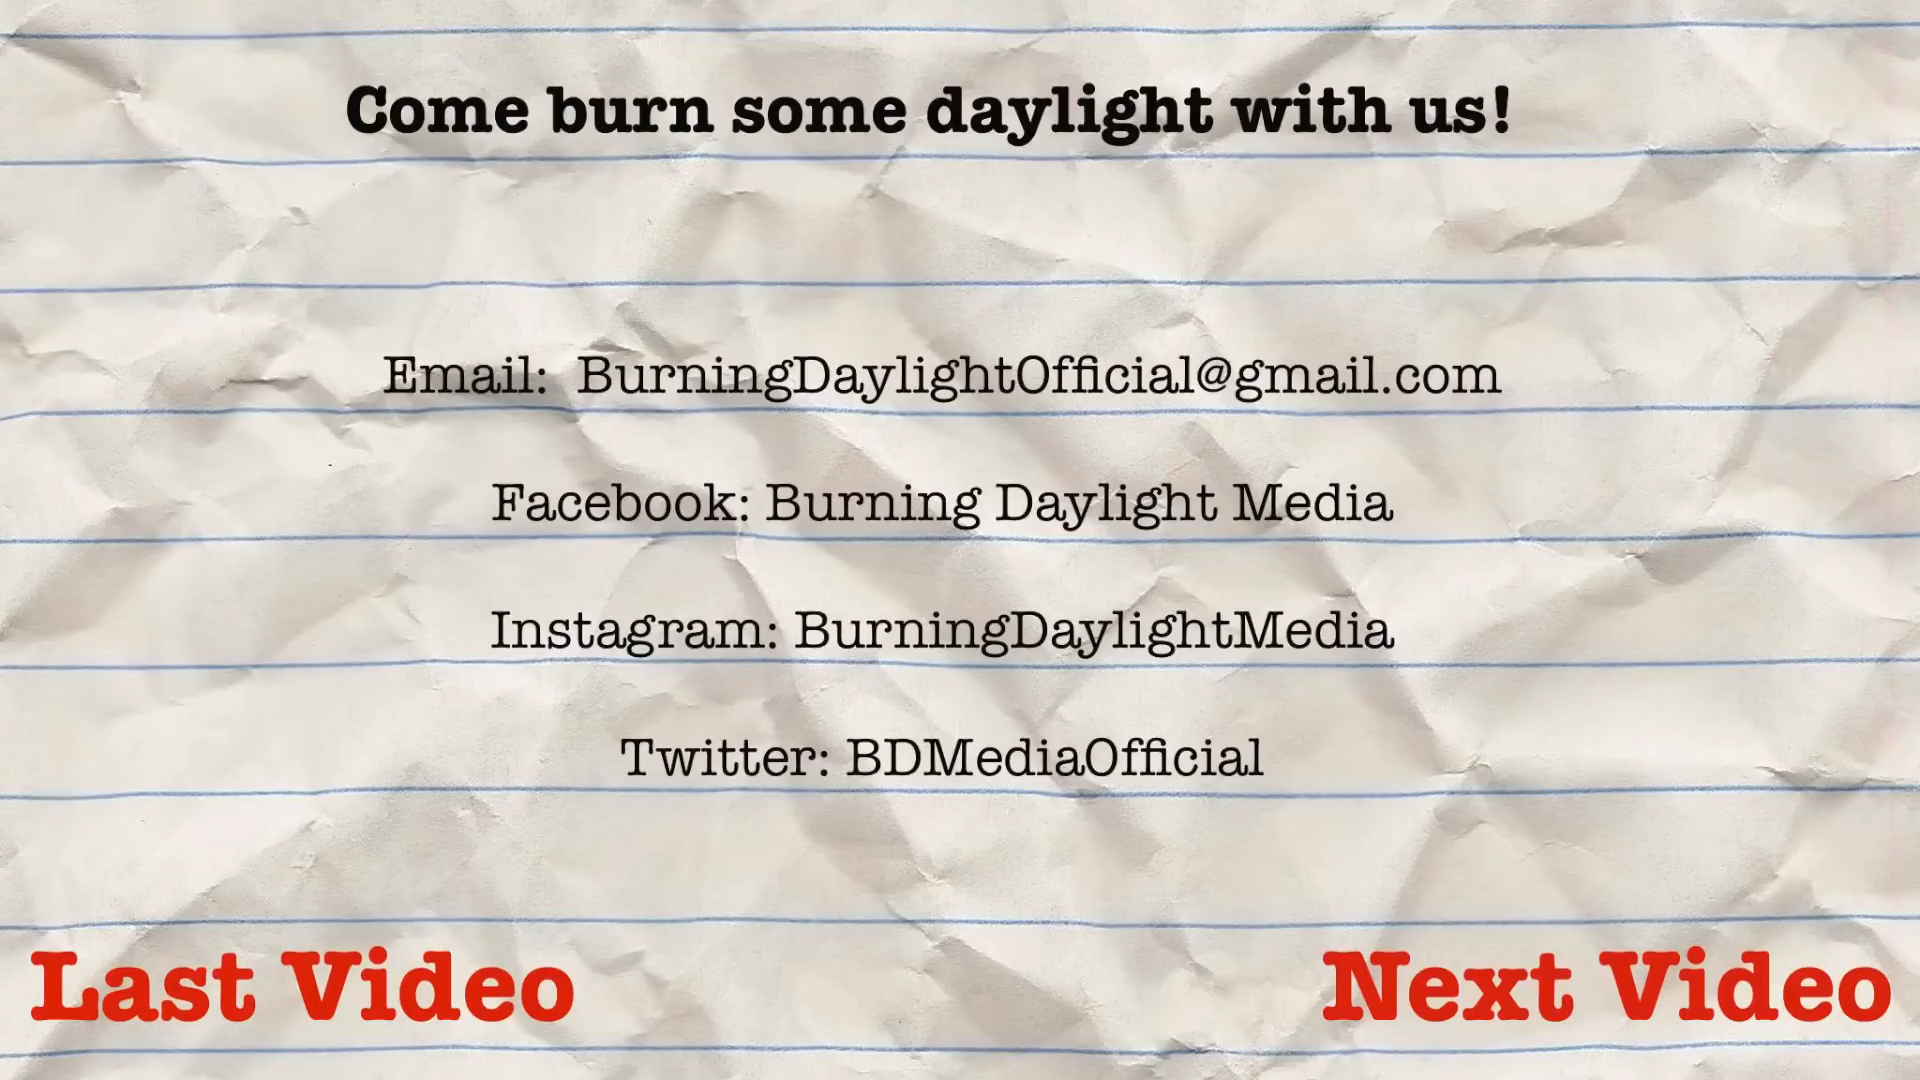 Come burn some daylight with us!
Email: BurningDaylightOfficial@gmail.com
Facebook: Burning Daylight Media
Instagram: BurningDaylightMedia
Twitter: BDMediaOfficial
Last Video
Next Video